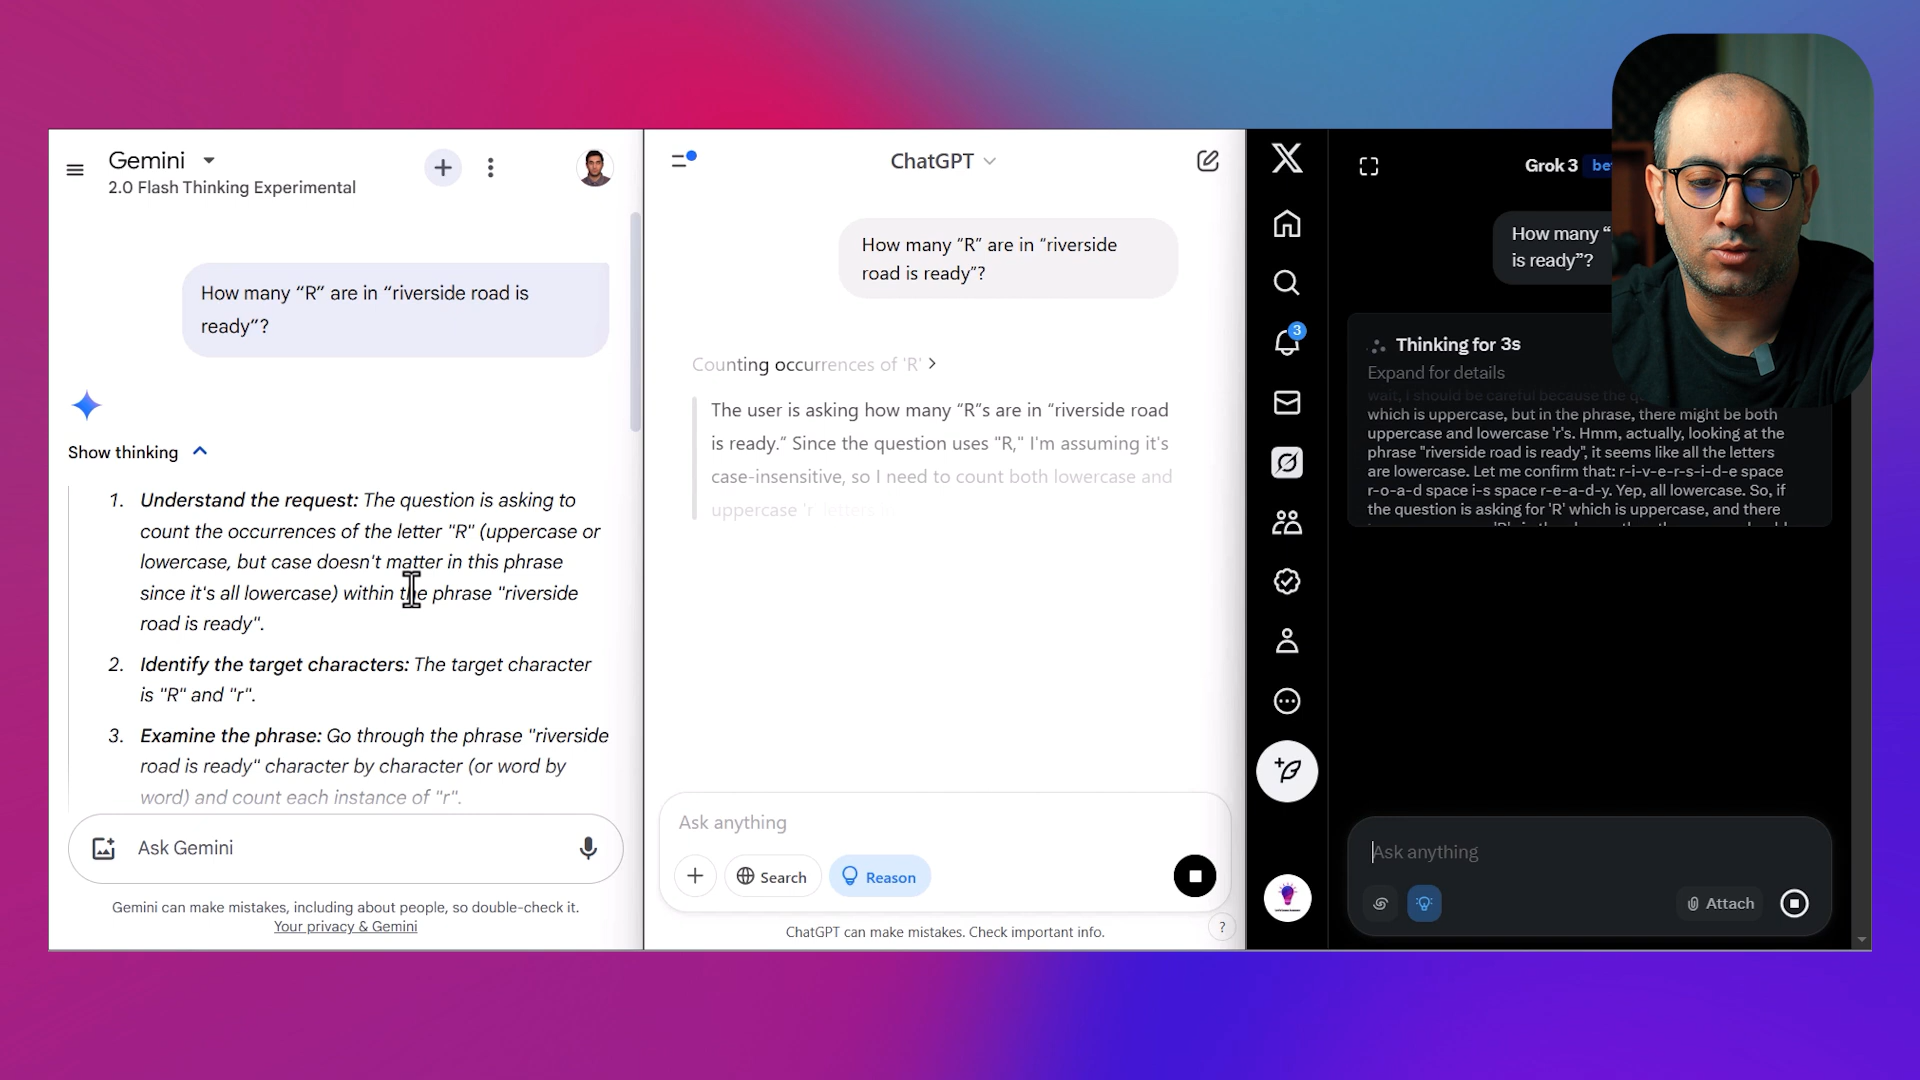 Gemini
2.0 Flash Thinking Experimental
How many “R” are in “riverside road is
ready”?
Show thinking
1. Understand the request: The question is asking to
count the occurrences of the letter "R" (uppercase or
lowercase, but case doesn't matter in this phrase
since it's all lowercase) within the phrase "riverside
road is ready".
2. Identify the target characters: The target character
is "R" and "r".
3. Examine the phrase: Go through the phrase "riverside
road is ready" character by character (or word by
word) and count each instance of "r".
Ask Gemini
Gemini can make mistakes, including about people, so double-check it.
Your privacy & Gemini
ChatGPT
How many “R” are in “riverside
road is ready”?
Counting occurrences of 'R'
The user is asking how many “R”s are in “riverside road
is ready.” Since the question uses "R," I'm assuming it's
case-insensitive, so I need to count both lowercase and
uppercase 'r' letters
Ask anything
Search
Reason
ChatGPT can make mistakes. Check important info.
?
3
Grok 3
How many “
is ready”?
Thinking for 3s
Expand for details
wait, I should be careful because the
which is uppercase, but in the phrase, there might be both
uppercase and lowercase 'r's. Hmm, actually, looking at the
phrase "riverside road is ready", it seems like all the letters
are lowercase. Let me confirm that: r-i-v-e-r-s-i-d-e space
r-o-a-d space i-s space r-e-a-d-y. Yep, all lowercase. So, if
the question is asking for 'R' which is uppercase, and there
Ask anything
Attach